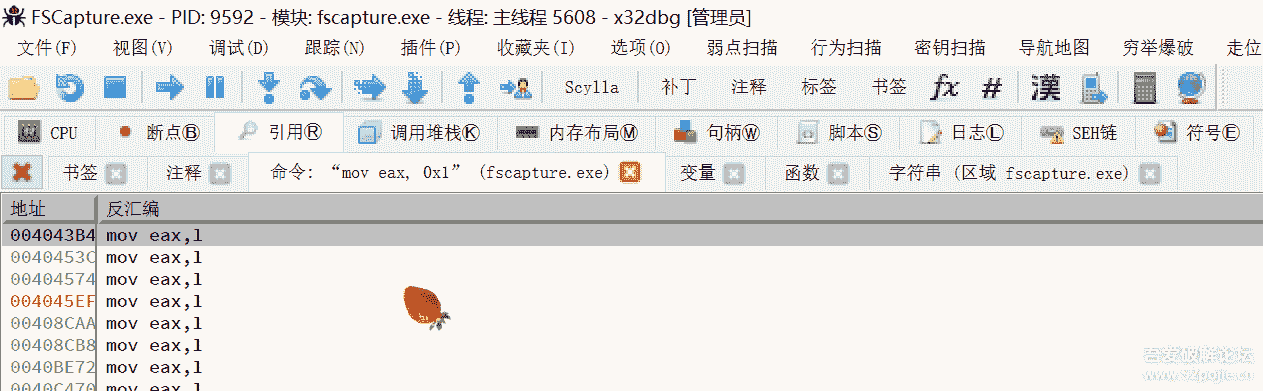 FSCapture.exe - PID: 9592 - 模块: fscapture.exe - 线程: 主线程 5608 - x32dbg [管理员]
文件(F) 视图(V) 调试(D) 跟踪(N) 插件(P) 收藏夹(I) 选项(O) 弱点扫描 行为扫描 密钥扫描 导航地图 穷举爆破 走位
Scylla 补丁 注释 标签 书签 fx # 漢
CPU 断点Ⓑ 引用Ⓡ 调用堆栈Ⓚ 内存布局Ⓜ 句柄Ⓦ 脚本Ⓢ 日志Ⓛ SEH链 符号Ⓔ
书签 注释 命令: “mov eax, 0x1” (fscapture.exe) 变量 函数 字符串 (区域 fscapture.exe)
地址 反汇编
004043B4 mov eax,1
0040453C mov eax,1
00404574 mov eax,1
004045EF mov eax,1
00408CAA mov eax,1
00408CB8 mov eax,1
0040BE72 mov eax,1
0040C470 mov eax,1
吾爱破解论坛
www.52pojie.cn